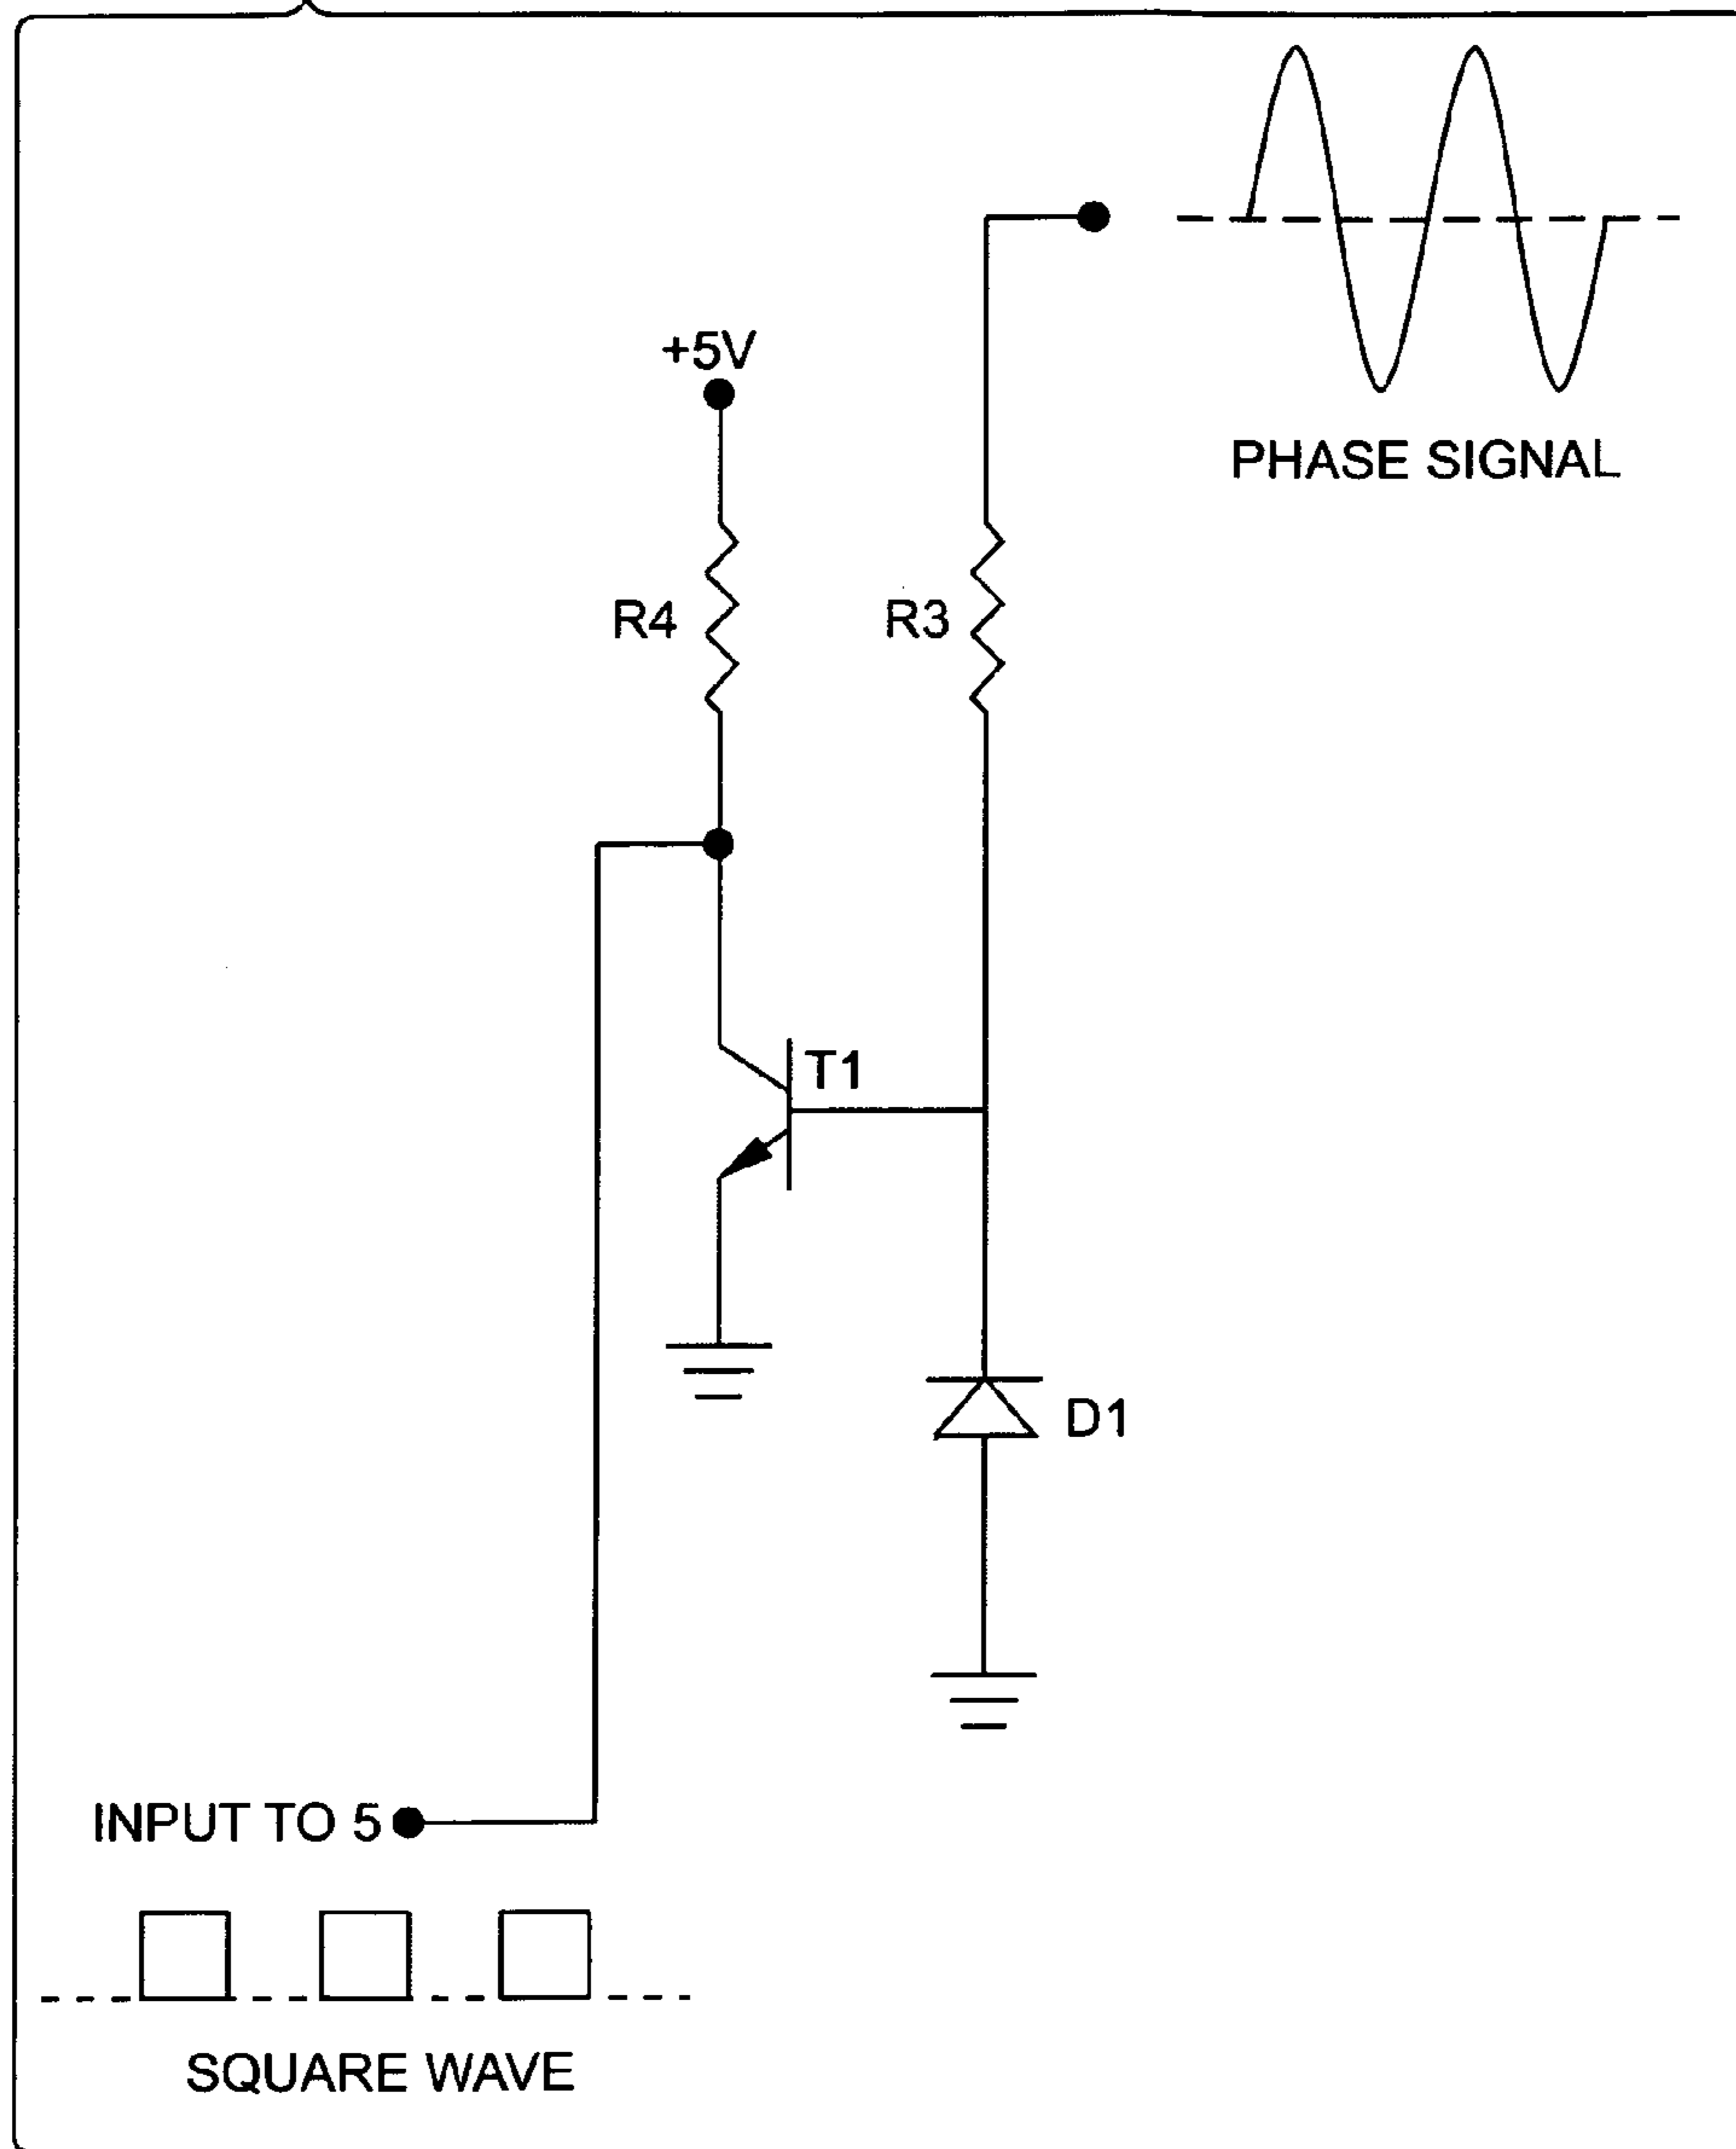 +5V
PHASE SIGNAL
R4
R3
T1
D1
INPUT TO 5
SQUARE WAVE